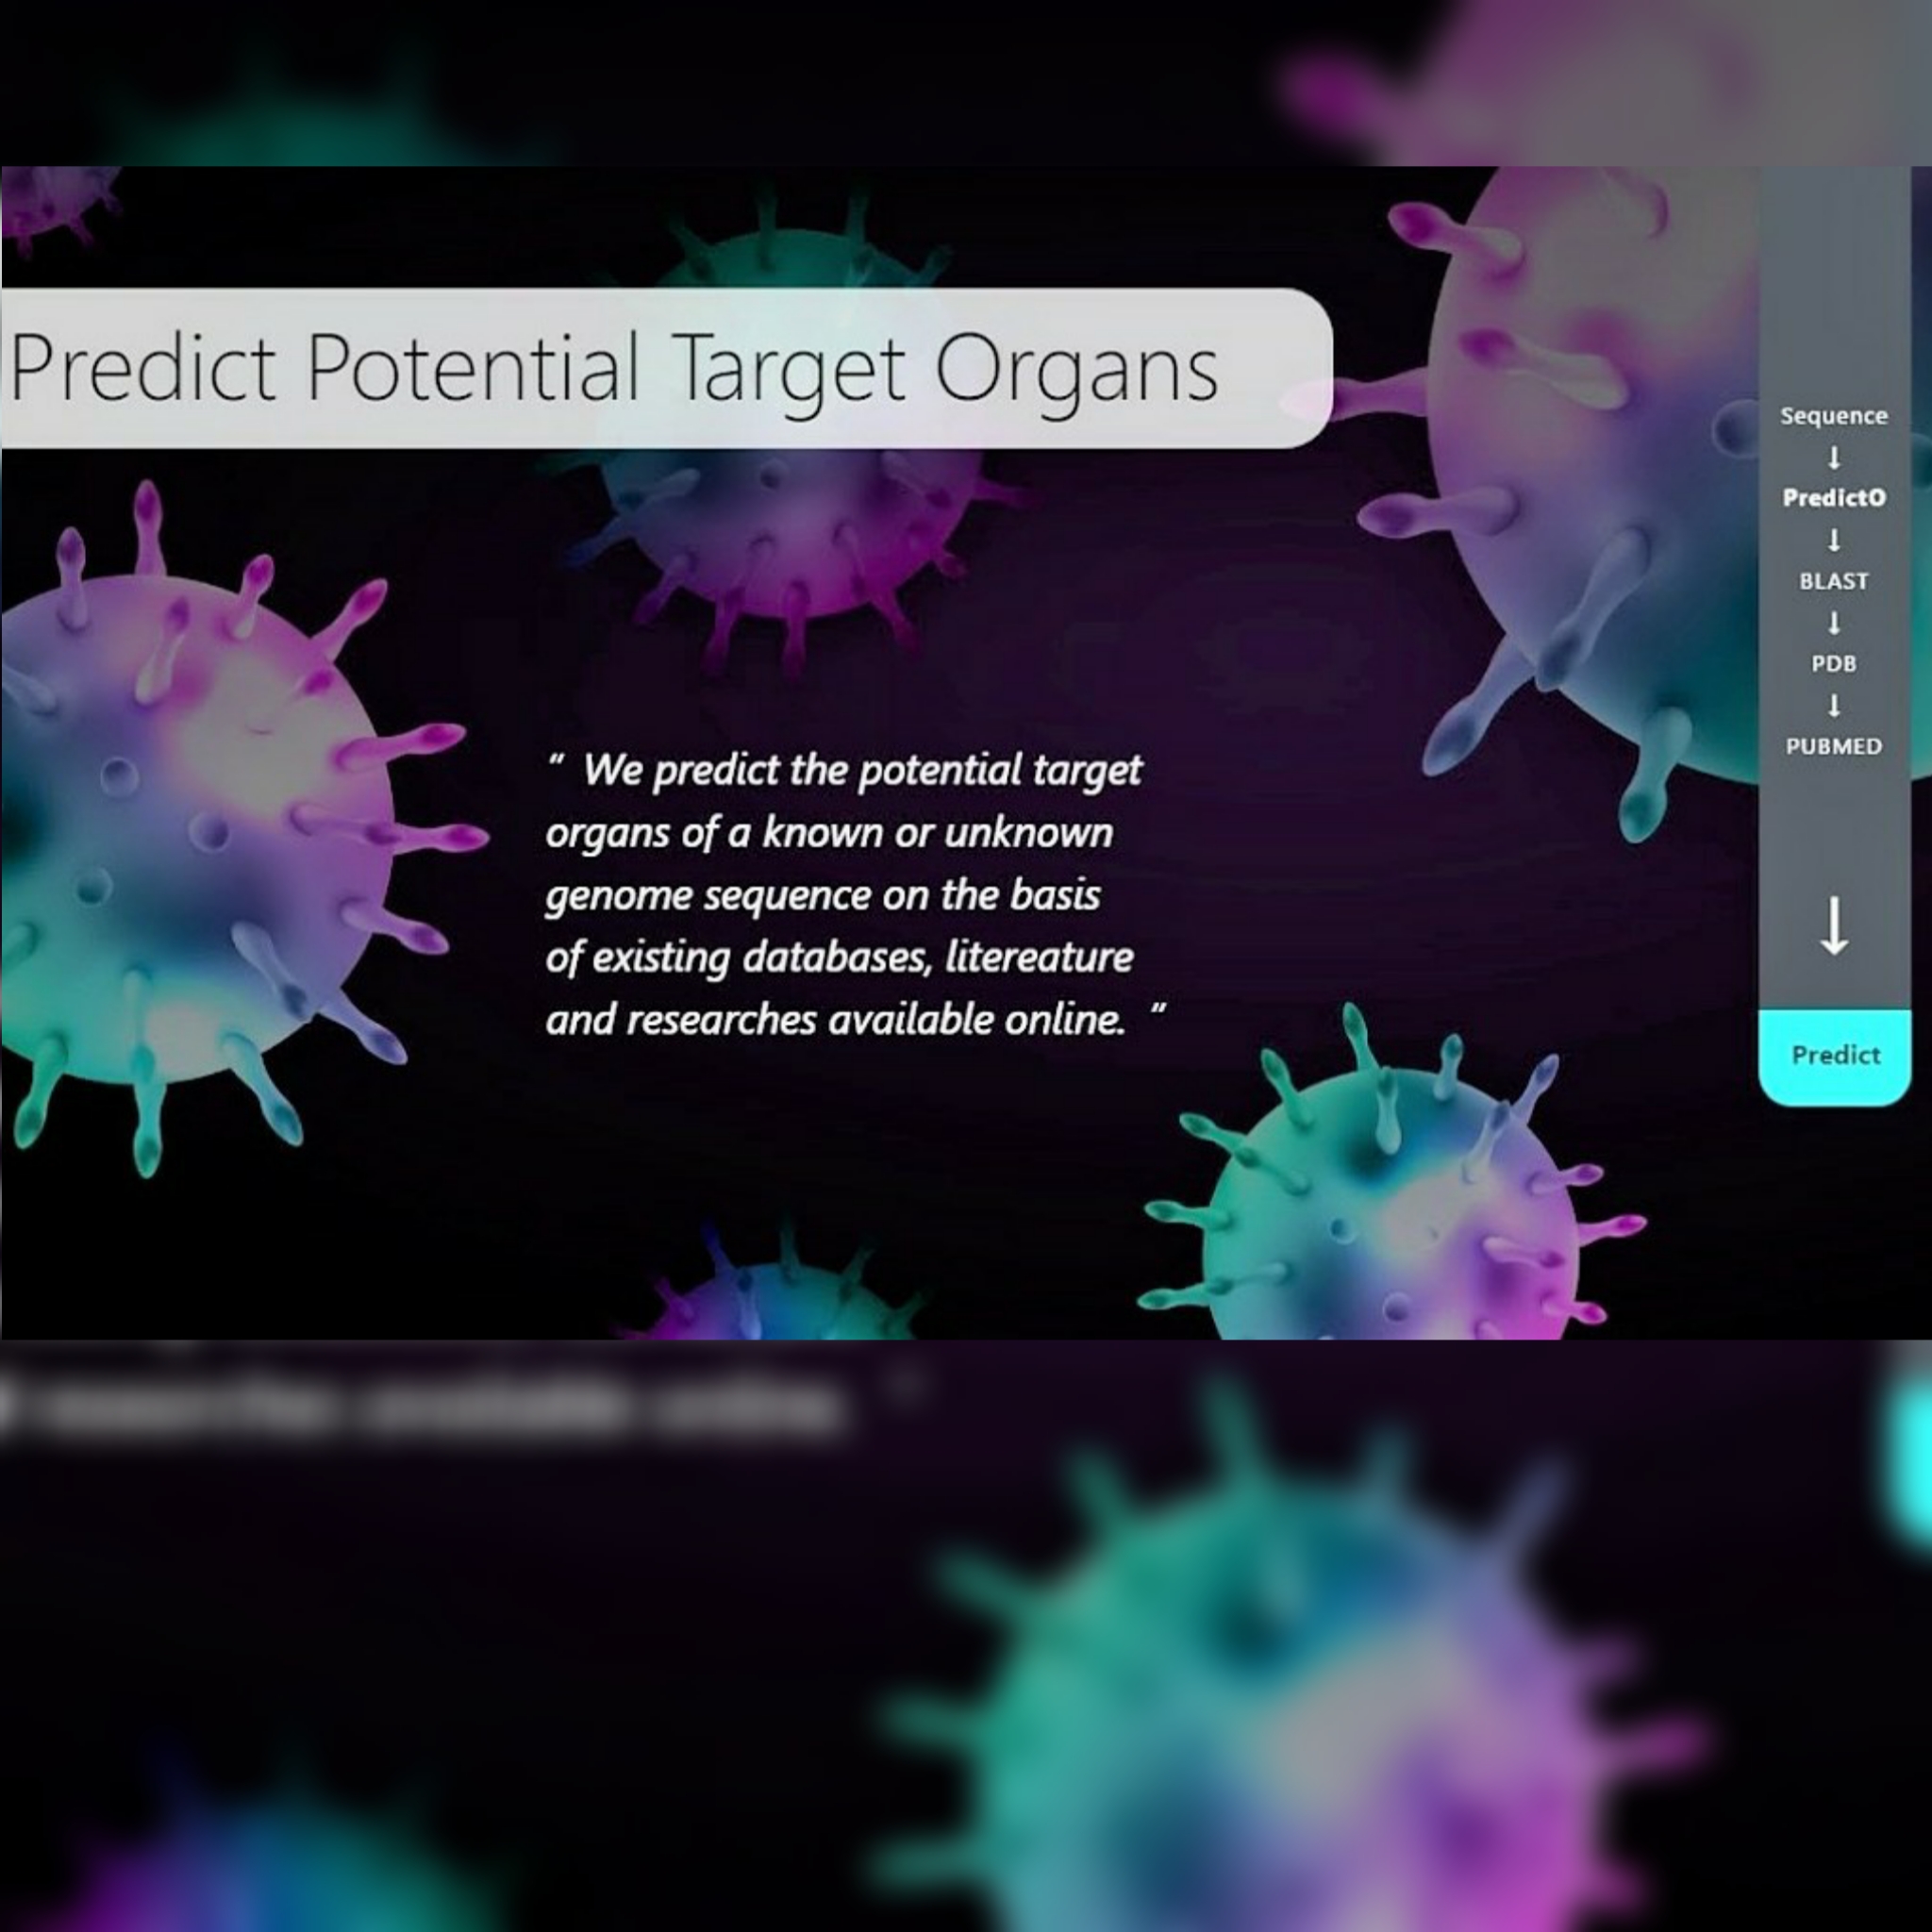 Predict Potential Target Organs
" We predict the potential target
organs of a known or unknown
genome sequence on the basis
of existing databases, litereature
and researches available online. "
Sequence
↓
PredictO
↓
BLAST
↓
PDB
↓
PUBMED
↓
Predict